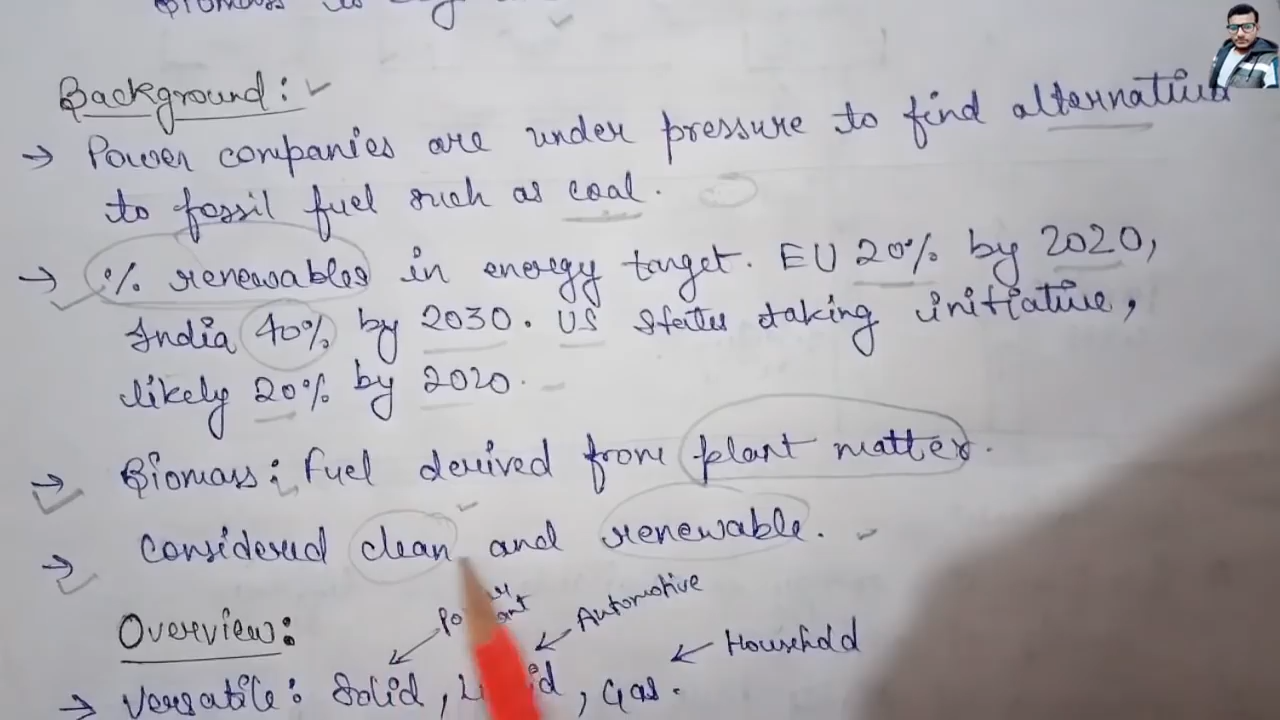 Biomass is
Background:
→ Power companies are under pressure to find alternative
to fossil fuel such as coal.
→ % renewables in energy target. EU 20% by 2020,
India 40% by 2030. US States taking initiative,
likely 20% by 2020.
→ Biomass: Fuel derived from plant matter.
→ Considered clean and renewable.
Overview:
Automotive
Household
→ Versatile: Solid, , Gas.